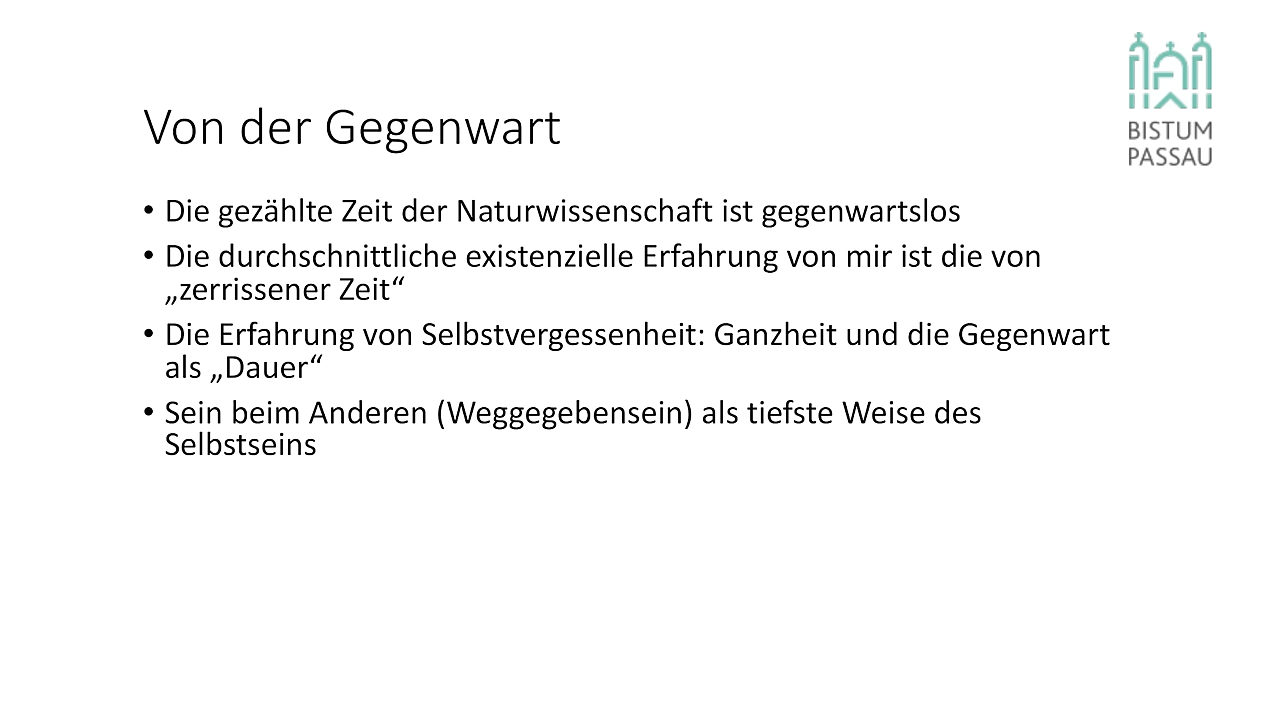 BISTUM
PASSAU
Von der Gegenwart
• Die gezählte Zeit der Naturwissenschaft ist gegenwartslos
• Die durchschnittliche existenzielle Erfahrung von mir ist die von
„zerrissener Zeit“
• Die Erfahrung von Selbstvergessenheit: Ganzheit und die Gegenwart
als „Dauer“
• Sein beim Anderen (Weggegebensein) als tiefste Weise des
Selbstseins